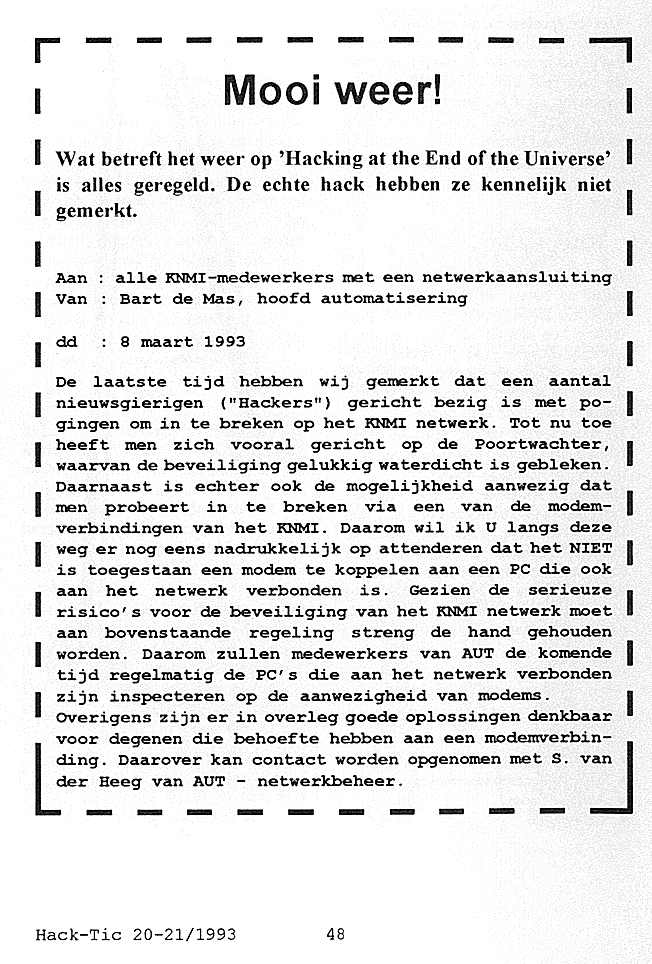 Mooi weer!
Wat betreft het weer op 'Hacking at the End of the Universe'
is alles geregeld. De echte hack hebben ze kennelijk niet
gemerkt.
Aan : alle KNMI-medewerkers met een netwerkaansluiting
Van : Bart de Mas, hoofd automatisering
dd : 8 maart 1993
De laatste tijd hebben wij gemerkt dat een aantal
nieuwsgierigen ("Hackers") gericht bezig is met po-
gingen om in te breken op het KNMI netwerk. Tot nu toe
heeft men zich vooral gericht op de Poortwachter,
waarvan de beveiliging gelukkig waterdicht is gebleken.
Daarnaast is echter ook de mogelijkheid aanwezig dat
men probeert in te breken via een van de modem-
verbindingen van het KNMI. Daarom wil ik U langs deze
weg er nog eens nadrukkelijk op attenderen dat het NIET
is toegestaan een modem te koppelen aan een PC die ook
aan het netwerk verbonden is. Gezien de serieuze
risico's voor de beveiliging van het KNMI netwerk moet
aan bovenstaande regeling streng de hand gehouden
worden. Daarom zullen medewerkers van AUT de komende
tijd regelmatig de PC's die aan het netwerk verbonden
zijn inspecteren op de aanwezigheid van modems.
Overigens zijn er in overleg goede oplossingen denkbaar
voor degenen die behoefte hebben aan een modemverbin-
ding. Daarover kan contact worden opgenomen met S. van
der Heeg van AUT - netwerkbeheer.
Hack-Tic 20-21/1993 48